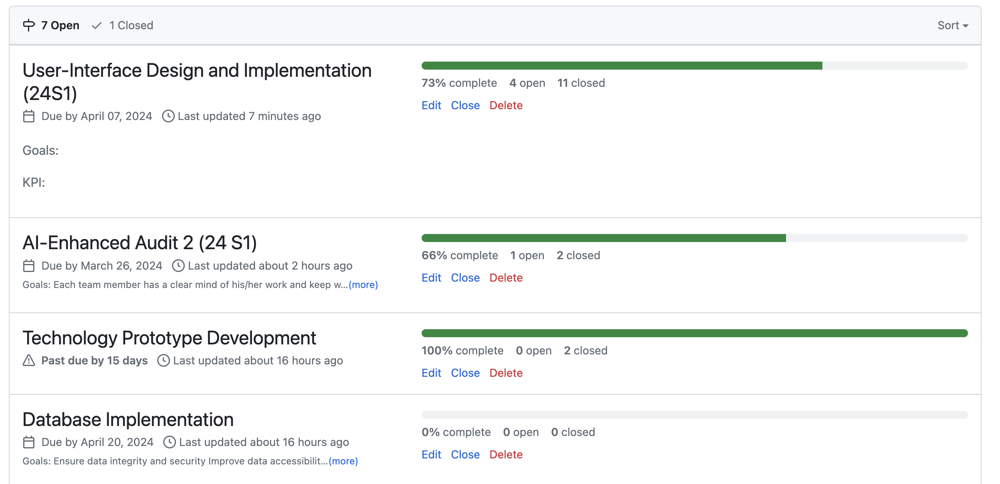 7 Open 1 Closed Sort
User-Interface Design and Implementation
(24S1)
Due by April 07, 2024 Last updated 7 minutes ago
Goals:
KPI:
73% complete 4 open 11 closed
Edit Close Delete
AI-Enhanced Audit 2 (24 S1)
Due by March 26, 2024 Last updated about 2 hours ago
Goals: Each team member has a clear mind of his/her work and keep w...(more)
66% complete 1 open 2 closed
Edit Close Delete
Technology Prototype Development
Past due by 15 days Last updated about 16 hours ago
100% complete 0 open 2 closed
Edit Close Delete
Database Implementation
Due by April 20, 2024 Last updated about 16 hours ago
Goals: Ensure data integrity and security Improve data accessibilit...(more)
0% complete 0 open 0 closed
Edit Close Delete